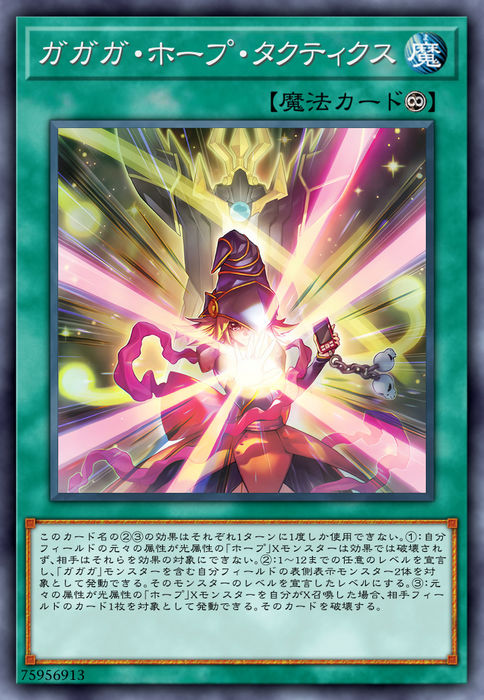 ガガガ・ホープ・タクティクス
魔
【魔法カード】
このカード名の②③の効果はそれぞれ1ターンに1度しか使用できない。①:自分
フィールドの元々の属性が光属性の「ホープ」Xモンスターは効果では破壊され
ず、相手はそれらを効果の対象にできない。②:1~12までの任意のレベルを宣言
し、「ガガガ」モンスターを含む自分フィールドの表側表示モンスター2体を対
象として発動できる。そのモンスターのレベルを宣言したレベルにする。③:元
々の属性が光属性の「ホープ」Xモンスターを自分がX召喚した場合、相手フィー
ルドのカード1枚を対象として発動できる。そのカードを破壊する。
75956913